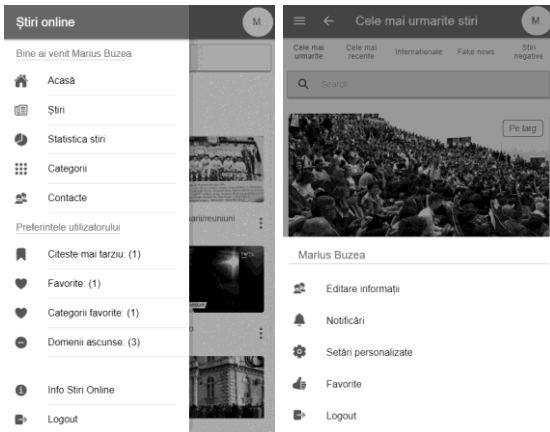 Știri online
M.
Bine ai venit Marius Buzea
Acasă
Știri
Statistica stiri
Categorii
Contacte
Preferintele utilizatorului
Citeste mai tarziu: (1)
Favorite: (1)
Categorii favorite: (1)
Domenii ascunse: (3)
Info Stiri Online
Logout
Cele mai urmarite stiri
M.
Cele mai urmarite
Cele mai recente
Internationale
Fake news
Stiri negative
Search
Pe larg
Marius Buzea
Editare informații
Notificări
Setări personalizate
Favorite
Logout